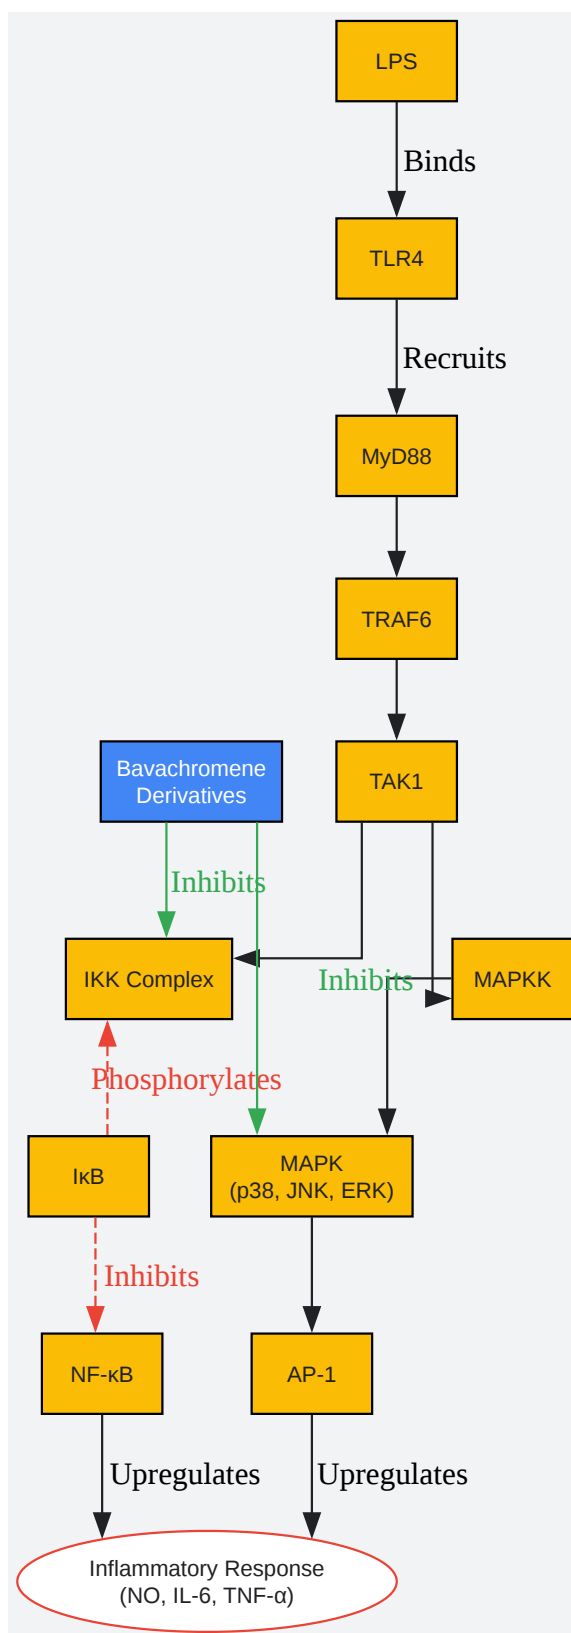 LPS
Binds
TLR4
Recruits
MyD88
TRAF6
Bavachromene
Derivatives
TAK1
Inhibits
IKK Complex
Inhibits
MAPKK
Phosphorylates
IκB
MAPK
(p38, JNK, ERK)
Inhibits
NF-κB
AP-1
Upregulates
Upregulates
Inflammatory Response
(NO, IL-6, TNF-α)